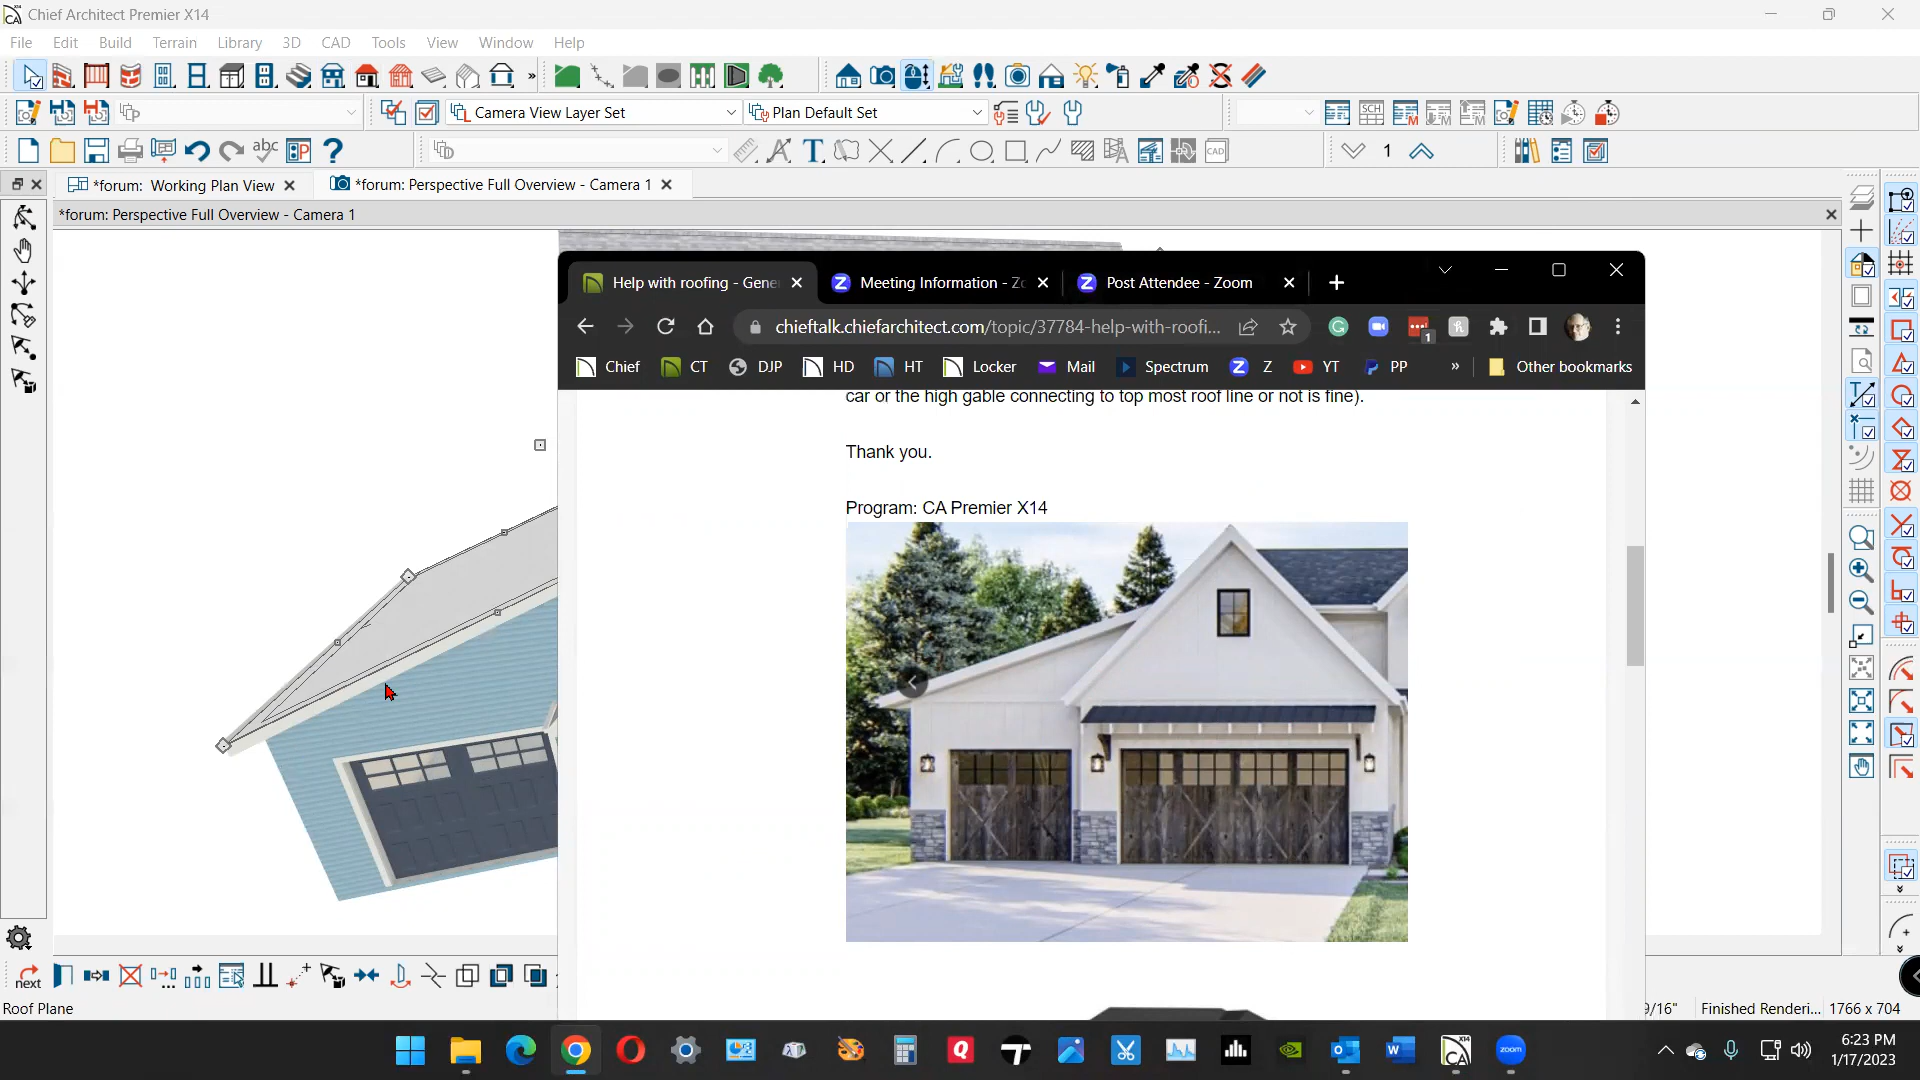 Chief Architect Premier X14
File Edit Build Terrain Library 3D CAD Tools View Window Help
Camera View Layer Set
Plan Default Set
1
*forum: Working Plan View
*forum: Perspective Full Overview - Camera 1
*forum: Perspective Full Overview - Camera 1
Help with roofing - Gene
Meeting Information - Zo
Post Attendee - Zoom
chieftalk.chiefarchitect.com/topic/37784-help-with-roofi...
Chief CT DJP HD HT Locker Mail Spectrum Z YT PP » Other bookmarks
car or the high gable connecting to top most roof line or not is fine).
Thank you.
Program: CA Premier X14
next
Roof Plane
9/16"
Finished Renderi...
1766 x 704
6:23 PM
1/17/2023